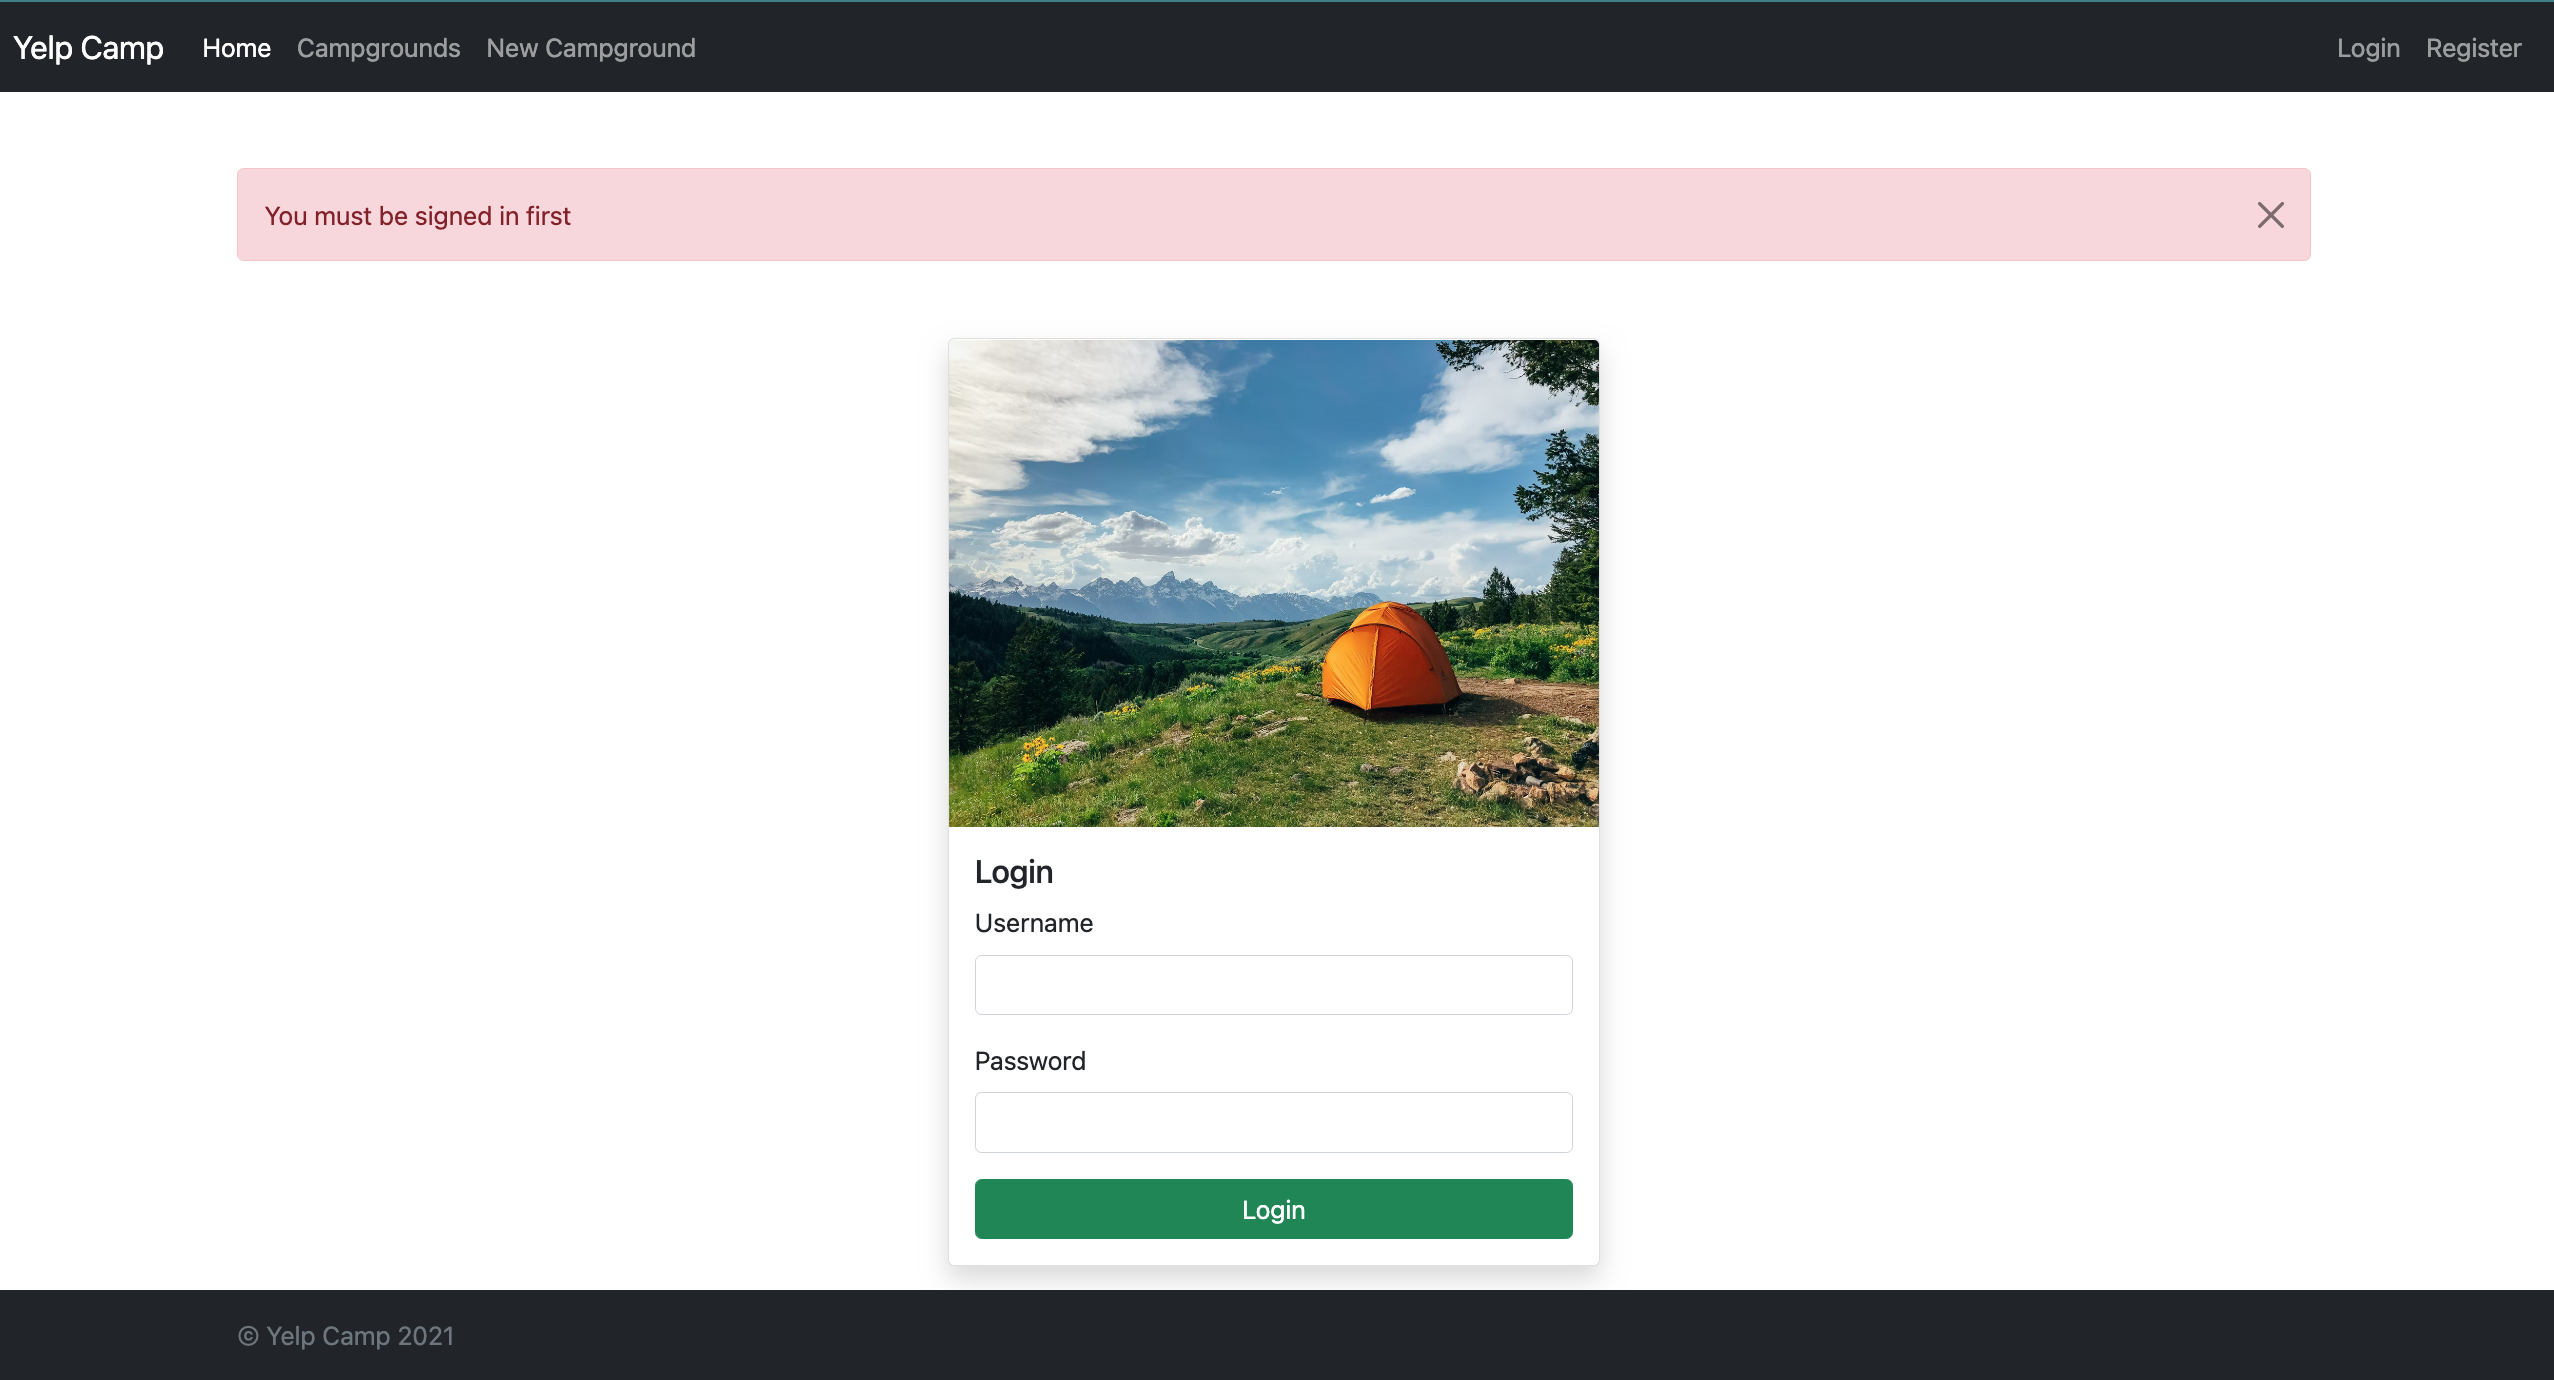 Yelp Camp Home Campgrounds New Campground Login Register
You must be signed in first
Login
Username
Password
Login
© Yelp Camp 2021